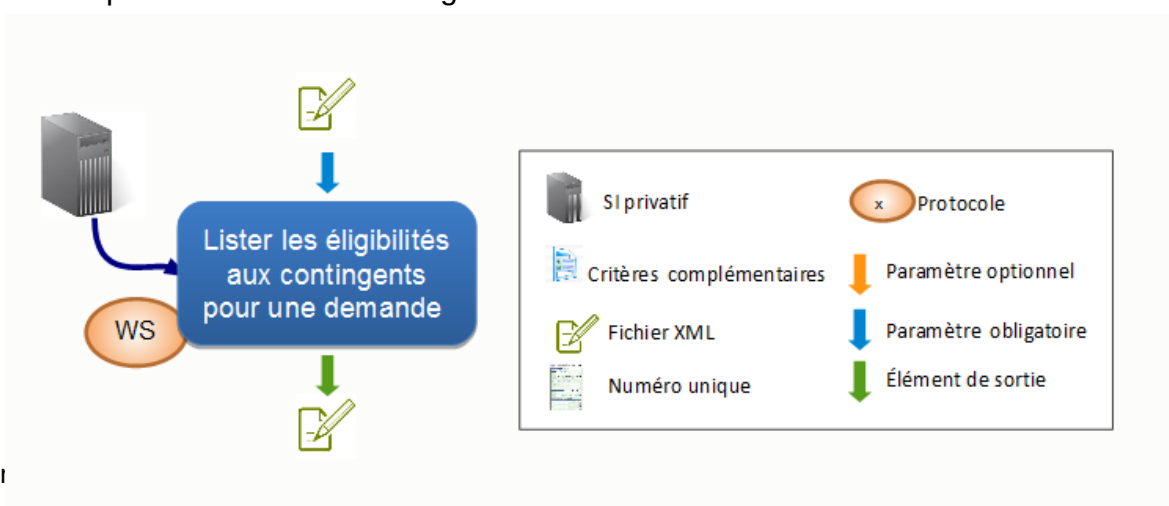 Lister les éligibilités
aux contingents
pour une demande
WS
SI privatif
x Protocole
Critères complémentaires
Paramètre optionnel
Fichier XML
Paramètre obligatoire
Numéro unique
Élément de sortie